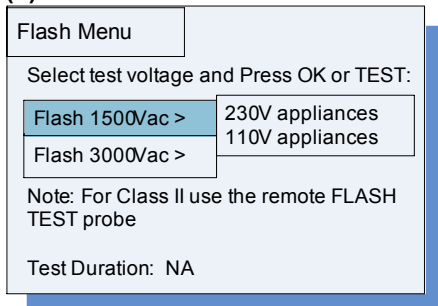 Flash Menu
Select test voltage and Press OK or TEST:
Flash 1500Vac >
230V appliances
110V appliances
Flash 3000Vac >
Note: For Class II use the remote FLASH
TEST probe
Test Duration: NA